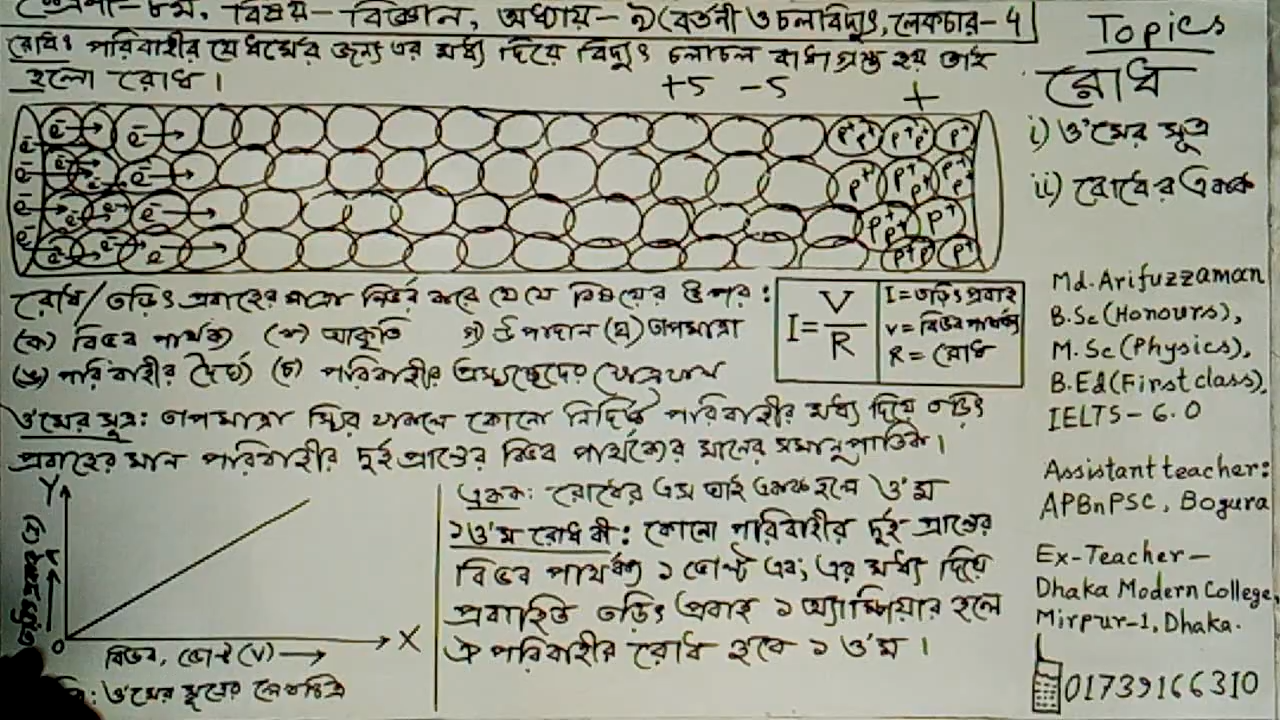 শ্রেণী-৮ম, বিষয়-বিজ্ঞান, অধ্যায়-৯(বর্তনী ও চলবিদ্যুৎ, লেকচার-4
রোধঃ পরিবাহীর যে ধর্মের জন্য এর মধ্য দিয়ে বিদ্যুৎ চলাচল বাধাগ্রস্ত হয় তাই
হলো রোধ।
+5 -5 +
e⁻ e⁻ e⁻ p⁺ p⁺ p⁺ p⁺ p⁺
e⁻ e⁻ e⁻ p⁺ p⁺ p⁺ p⁺ p⁺
e⁻ e⁻ e⁻ p⁺ p⁺ p⁺
e⁻ e⁻ e⁻ p⁺ p⁺ p⁺
রোধ/তড়িৎ প্রবাহের মাত্রা নির্ভর করে যে যে বিষয়ের উপর:
(ক) বিভব পার্থক্য (খ) আকৃতি গ) উপাদান (ঘ) তাপমাত্রা
(ঙ) পরিবাহীর দৈর্ঘ্য (চ) পরিবাহীর প্রস্থচ্ছেদের ক্ষেত্রফল
I=V/R
I=তড়িৎ প্রবাহ
V=বিভব পার্থক্য
R=রোধ
ও'মের সূত্র: তাপমাত্রা স্থির থাকলে কোনো নির্দিষ্ট পরিবাহীর মধ্য দিয়ে তড়িৎ
প্রবাহের মান পরিবাহীর দুই প্রান্তের বিভব পার্থক্যের মানের সমানুপাতিক।
Y
X
0
বিভব, ভোল্ট (V) →
চিত্র: ও'মের সূত্রের লেখচিত্র
একক: রোধের এস আই একক হলো ও'ম
১ও'ম রোধ কী: কোনো পরিবাহীর দুই প্রান্তের
বিভব পার্থক্য ১ ভোল্ট এবং এর মধ্য দিয়ে
প্রবাহিত তড়িৎ প্রবাহ ১ অ্যাম্পিয়ার হলে
ঐ পরিবাহীর রোধ হবে ১ ও'ম।
Topics
রোধ
i) ও'মের সূত্র
ii) রোধের একক
Md. Arifuzzaman
B.Sc(Honours),
M.Sc(Physics),
B.Ed(First class),
IELTS-6.0
Assistant teacher:
APBnPSC, Bogura
Ex-Teacher-
Dhaka Modern College,
Mirpur-1, Dhaka.
01739166310